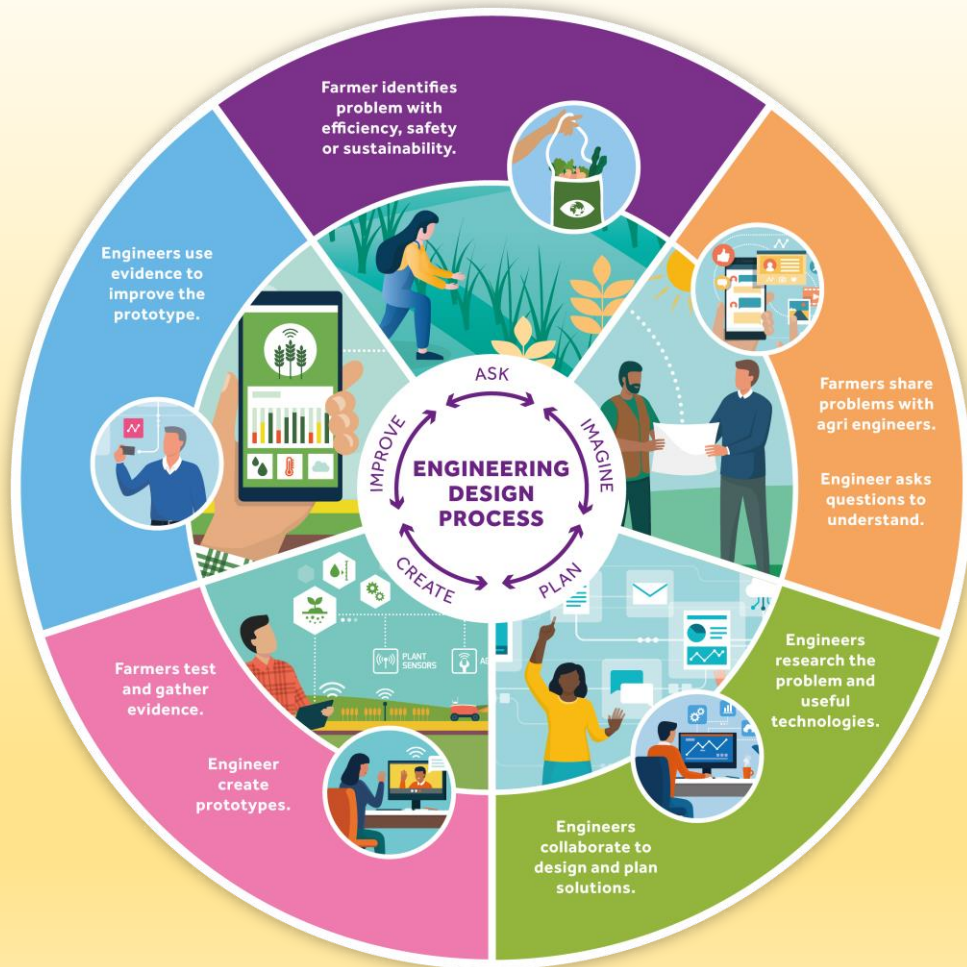 Farmer identifies
problem with
efficiency, safety
or sustainability.
Farmers share
problems with
agri engineers.
Engineer asks
questions to
understand.
Engineers
research the
problem and
useful
technologies.
Engineers
collaborate to
design and plan
solutions.
Farmers test
and gather
evidence.
Engineer
create
prototypes.
Engineers use
evidence to
improve the
prototype.
ASK
IMAGINE
PLAN
CREATE
IMPROVE
ENGINEERING
DESIGN
PROCESS
PLANT
SENSORS